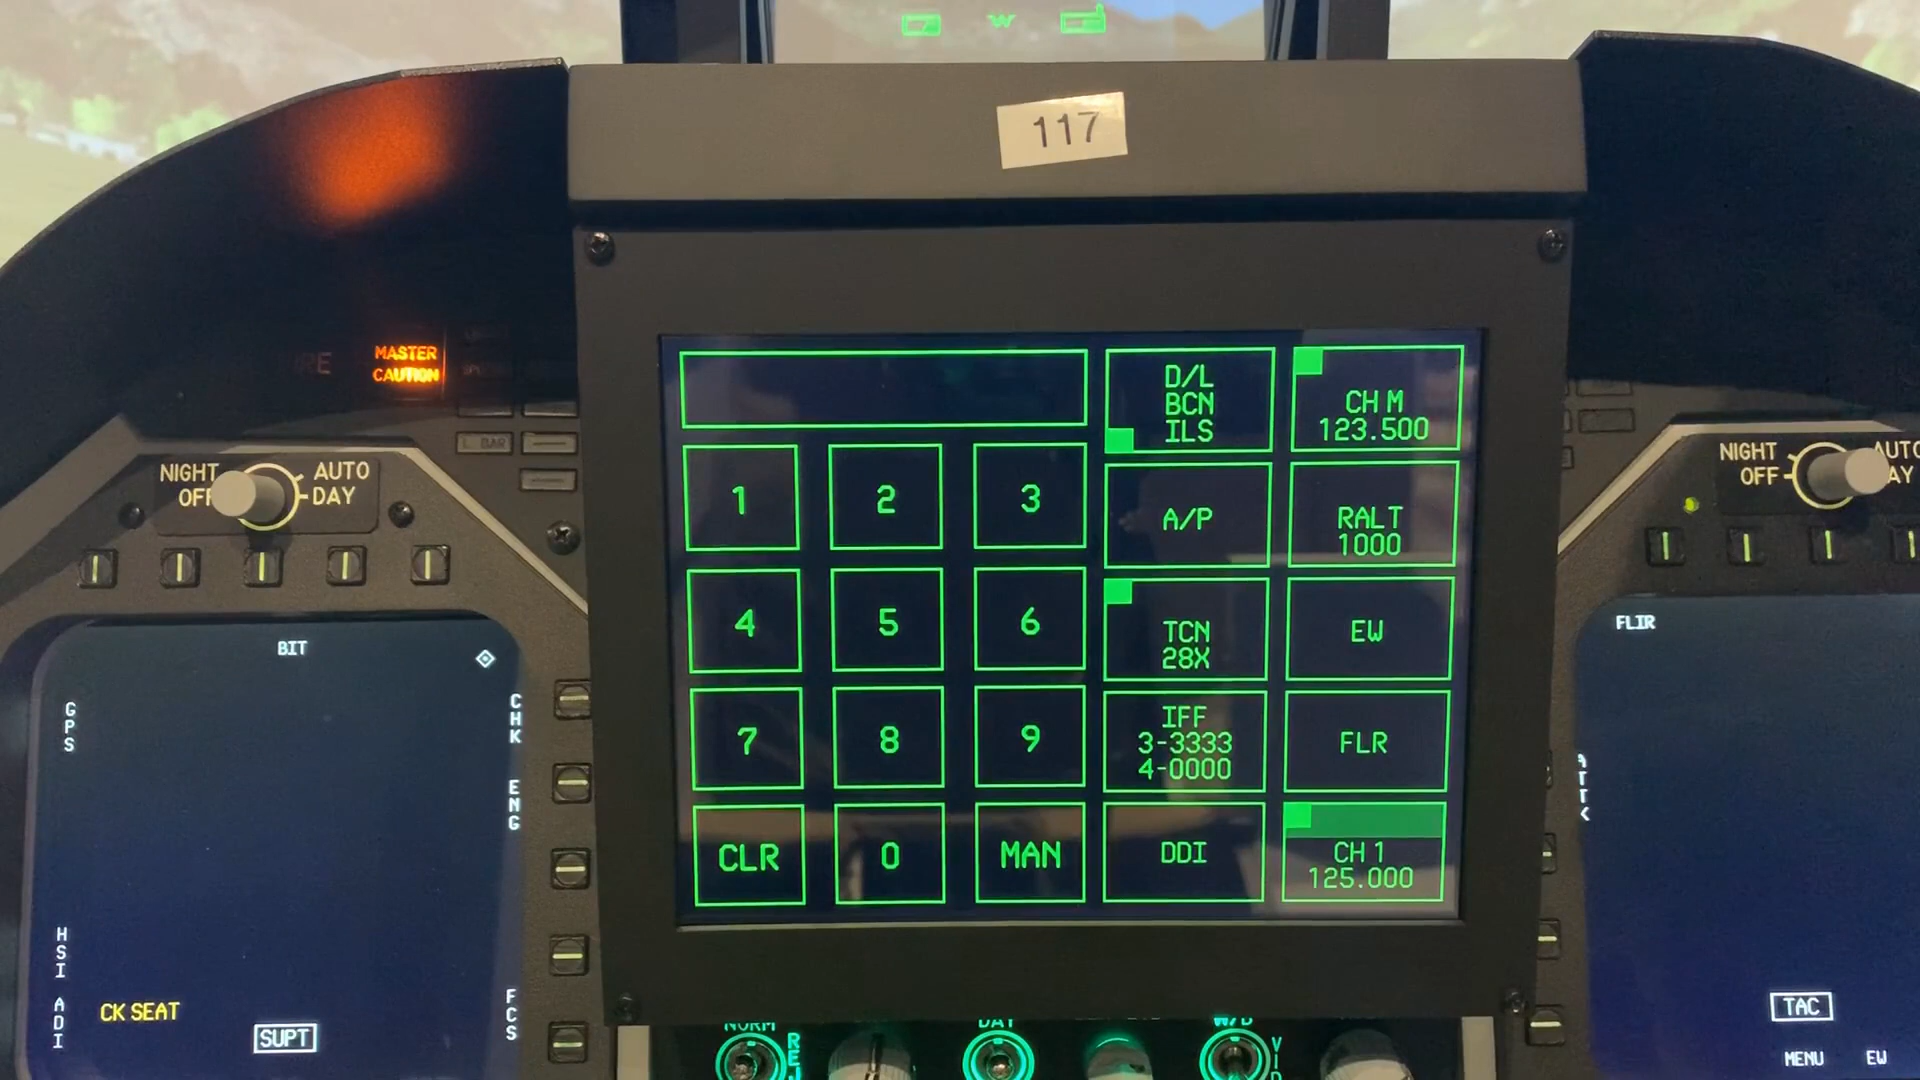 117
MASTER
CAUTION
NIGHT
OFF
AUTO
DAY
BIT
GPS
CHK
ENG
HSI
ADI
FCS
CK SEAT
SUPT
D/L
BCN
ILS
CH M
123.500
1
2
3
A/P
RALT
1000
4
5
6
TCN
28X
EW
7
8
9
IFF
3-3333
4-0000
FLR
CLR
0
MAN
DDI
CH 1
125.000
NORM
DAY
W/B
NIGHT
OFF
FLIR
TAC
MENU
EW